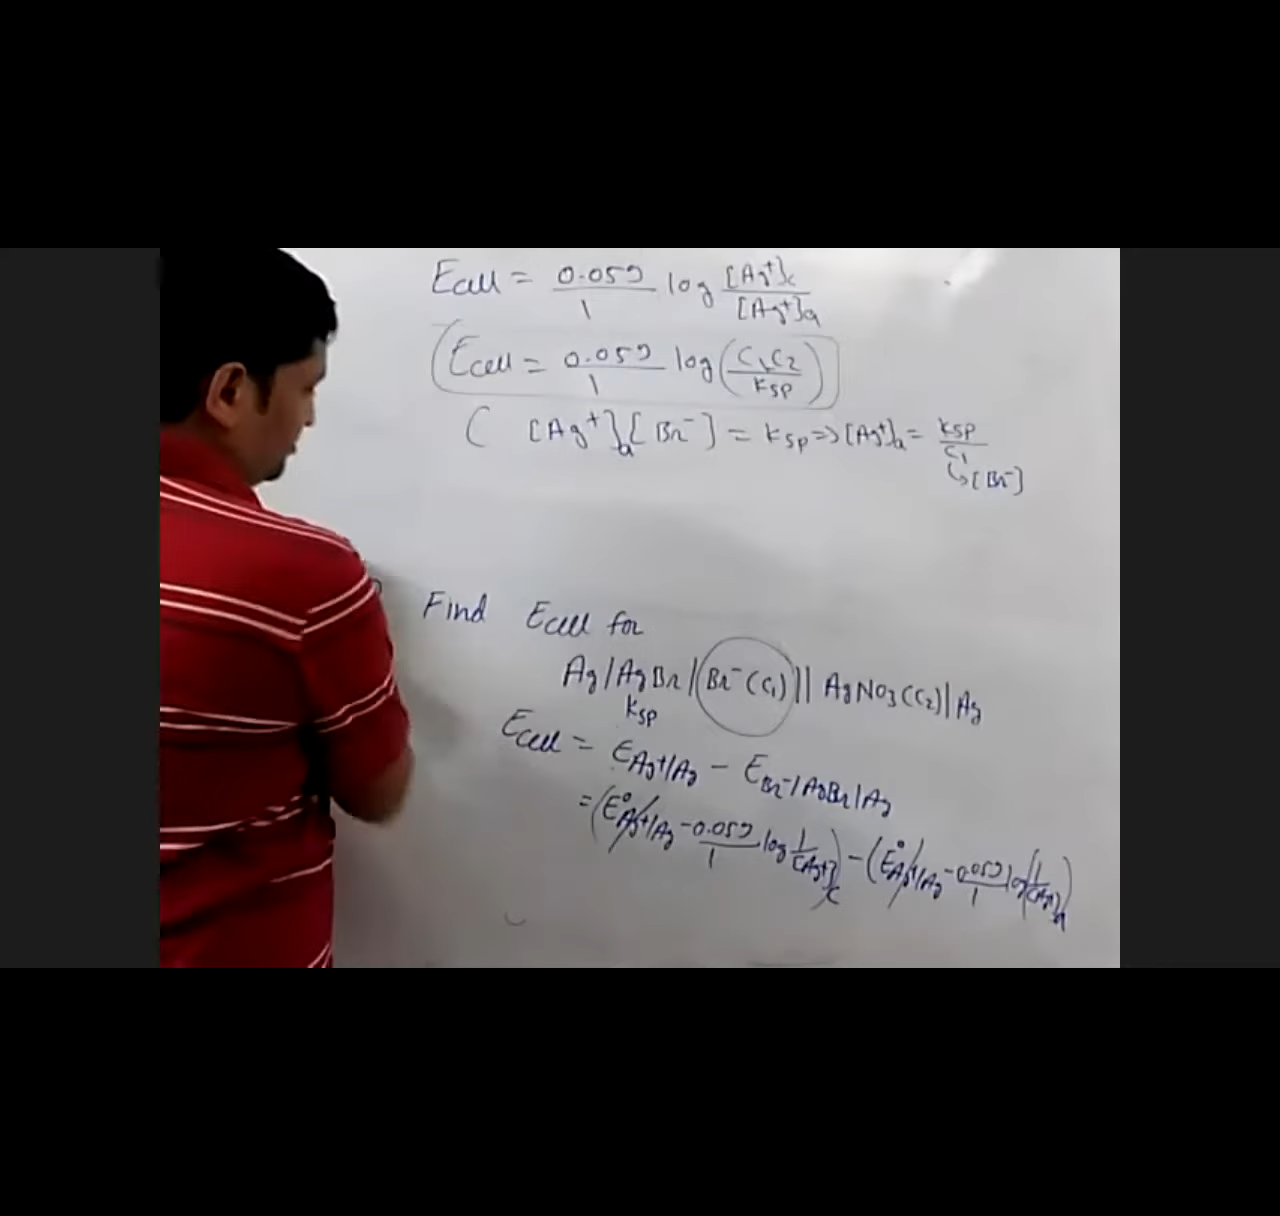 Ecell = 0.059/1 log [Ag+]c/[Ag+]a
Ecell = 0.059/1 log (C1C2/Ksp)
( [Ag+]a [Br-] = Ksp => [Ag+]a = Ksp/C1
↳ [Br-]
Find Ecell for
Ag/AgBr/(Br-(C1))|| AgNO3(C2)|Ag
Ksp
Ecell = EAg+/Ag - EBr-/AgBr/Ag
= (E°Ag+/Ag - 0.059/1 log 1/[Ag+]c) - (E°Ag+/Ag - 0.059/1 log 1/[Ag+]a)